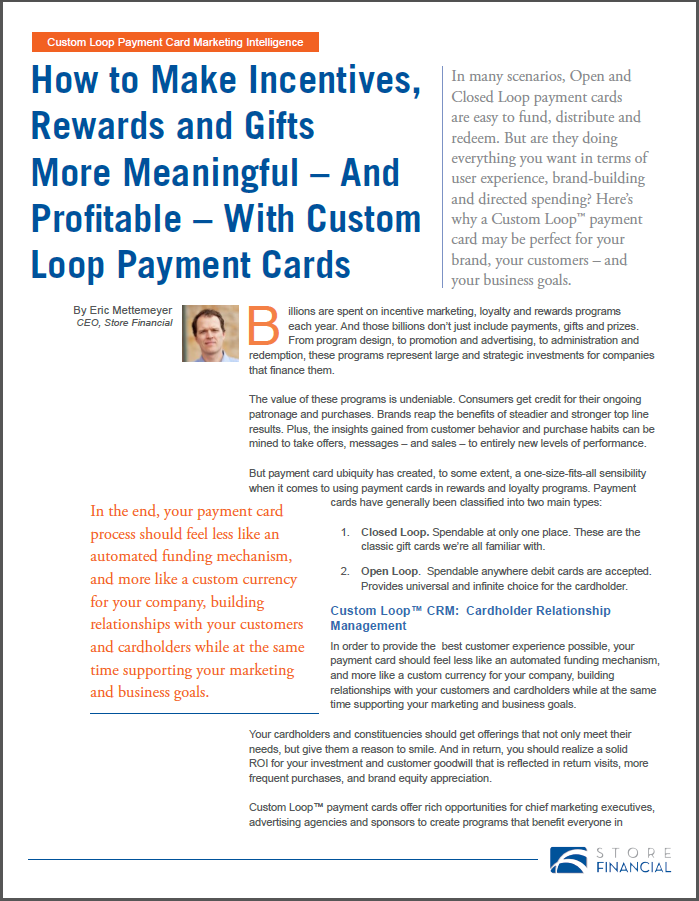 Custom Loop Payment Card Marketing Intelligence
How to Make Incentives,
Rewards and Gifts
More Meaningful – And
Profitable – With Custom
Loop Payment Cards
In many scenarios, Open and
Closed Loop payment cards
are easy to fund, distribute and
redeem. But are they doing
everything you want in terms of
user experience, brand-building
and directed spending? Here's
why a Custom Loop™ payment
card may be perfect for your
brand, your customers – and
your business goals.
By Eric Mettemeyer
CEO, Store Financial
Billions are spent on incentive marketing, loyalty and rewards programs
each year. And those billions don't just include payments, gifts and prizes.
From program design, to promotion and advertising, to administration and
redemption, these programs represent large and strategic investments for companies
that finance them.
The value of these programs is undeniable. Consumers get credit for their ongoing
patronage and purchases. Brands reap the benefits of steadier and stronger top line
results. Plus, the insights gained from customer behavior and purchase habits can be
mined to take offers, messages – and sales – to entirely new levels of performance.
But payment card ubiquity has created, to some extent, a one-size-fits-all sensibility
when it comes to using payment cards in rewards and loyalty programs. Payment
cards have generally been classified into two main types:
1. Closed Loop. Spendable at only one place. These are the
classic gift cards we're all familiar with.
2. Open Loop. Spendable anywhere debit cards are accepted.
Provides universal and infinite choice for the cardholder.
In the end, your payment card
process should feel less like an
automated funding mechanism,
and more like a custom currency
for your company, building
relationships with your customers
and cardholders while at the same
time supporting your marketing
and business goals.
Custom Loop™ CRM: Cardholder Relationship
Management
In order to provide the best customer experience possible, your
payment card should feel less like an automated funding mechanism,
and more like a custom currency for your company, building
relationships with your customers and cardholders while at the same
time supporting your marketing and business goals.
Your cardholders and constituencies should get offerings that not only meet their
needs, but give them a reason to smile. And in return, you should realize a solid
ROI for your investment and customer goodwill that is reflected in return visits, more
frequent purchases, and brand equity appreciation.
Custom Loop™ payment cards offer rich opportunities for chief marketing executives,
advertising agencies and sponsors to create programs that benefit everyone in
STORE
FINANCIAL